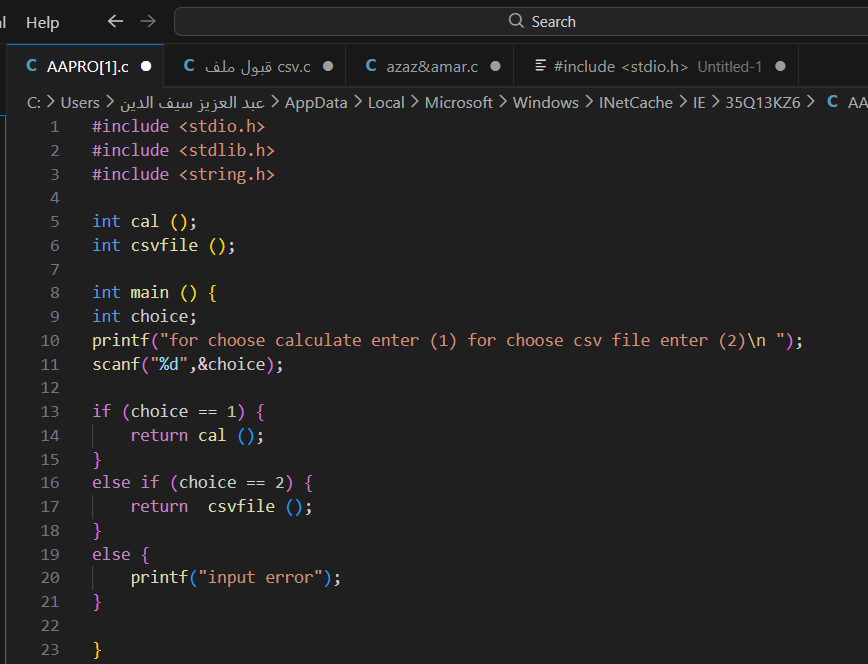 l Help ← → Search
C AAPRO[1].c ● C قبول ملف csv.c ● C azaz&amar.c ● #include <stdio.h> Untitled-1 ●
C: > Users > عبد العزيز سيف الدين > AppData > Local > Microsoft > Windows > INetCache > IE > 35Q13KZ6 > C AA
1 #include <stdio.h>
2 #include <stdlib.h>
3 #include <string.h>
4
5 int cal ();
6 int csvfile ();
7
8 int main () {
9 int choice;
10 printf("for choose calculate enter (1) for choose csv file enter (2)\n ");
11 scanf("%d",&choice);
12
13 if (choice == 1) {
14     return cal ();
15 }
16 else if (choice == 2) {
17     return  csvfile ();
18 }
19 else {
20     printf("input error");
21 }
22
23 }